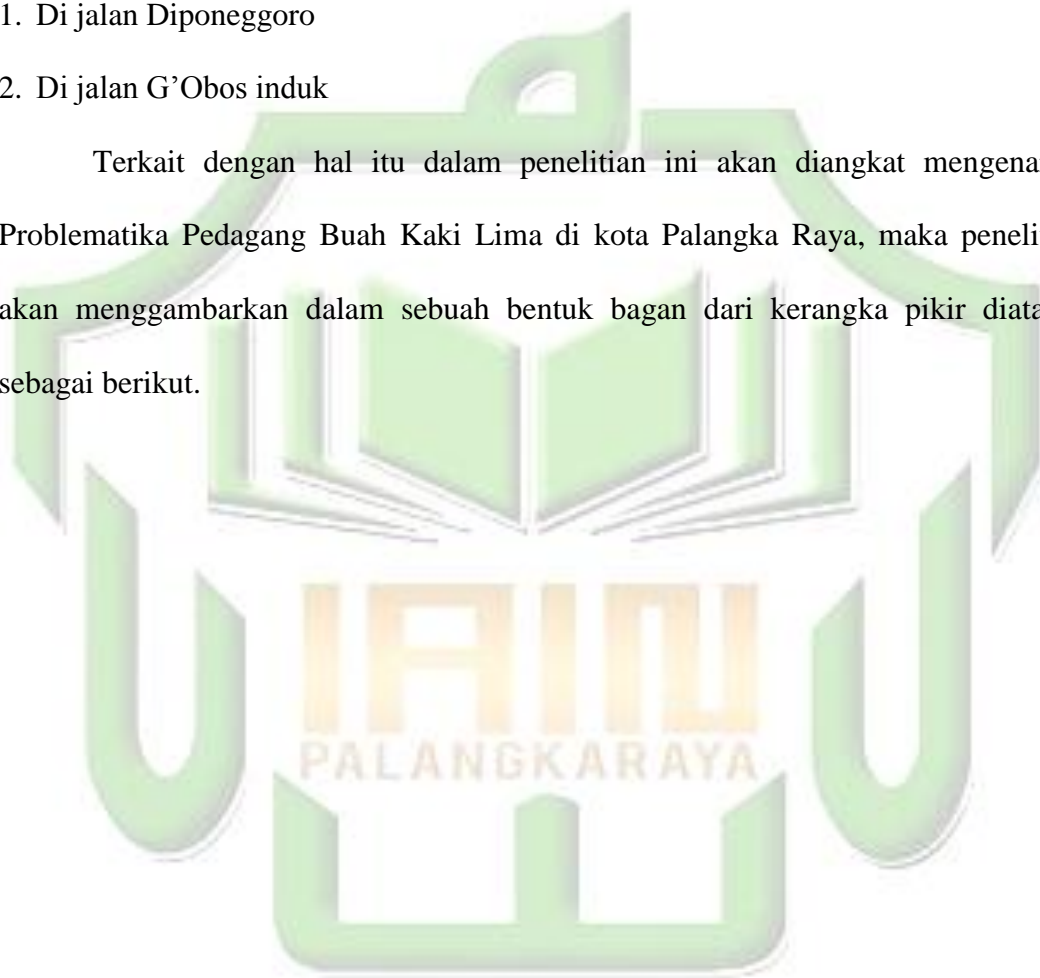 1. Di jalan Diponeggoro
2. Di jalan G’Obos induk
Terkait dengan hal itu dalam penelitian ini akan diangkat mengena
Problematika Pedagang Buah Kaki Lima di kota Palangka Raya, maka peneli
akan menggambarkan dalam sebuah bentuk bagan dari kerangka pikir diata
sebagai berikut.
IAIN
PALANGKARAYA